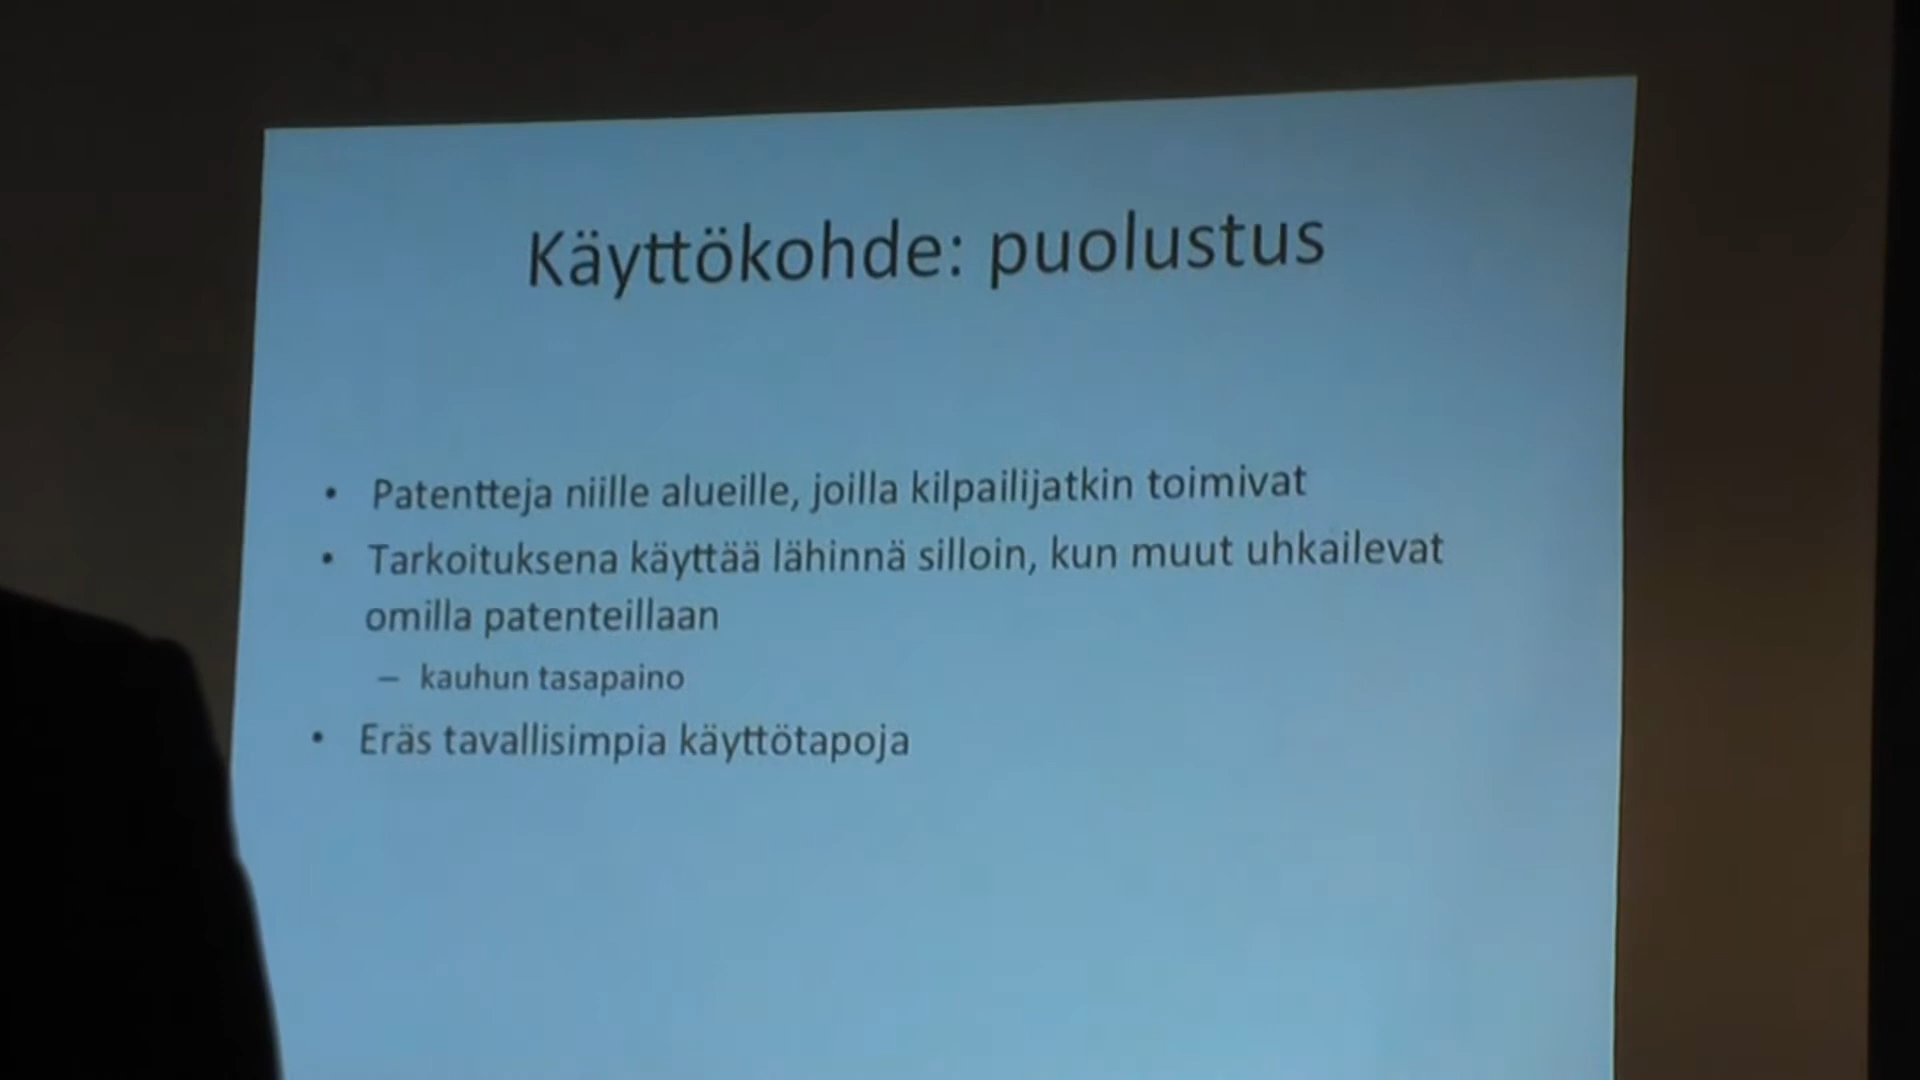 Käyttökohde: puolustus
• Patentteja niille alueille, joilla kilpailijatkin toimivat
• Tarkoituksena käyttää lähinnä silloin, kun muut uhkailevat
omilla patenteillaan
– kauhun tasapaino
• Eräs tavallisimpia käyttötapoja